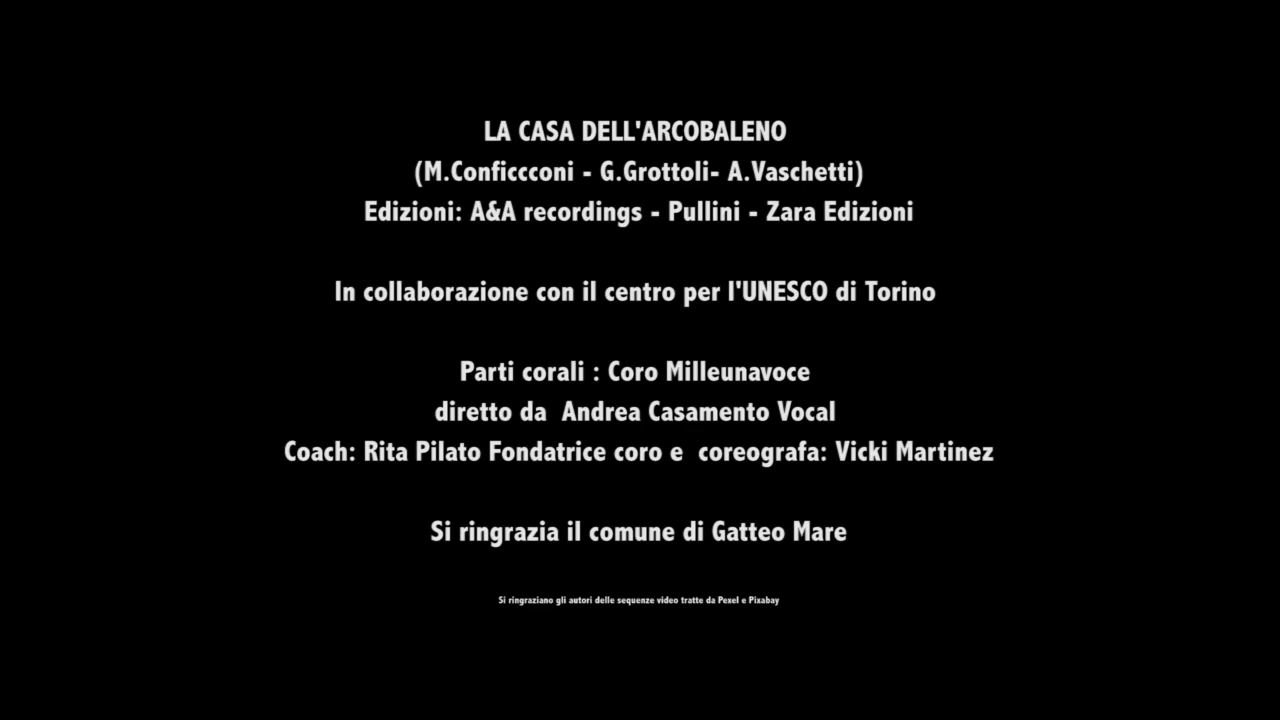 LA CASA DELL'ARCOBALENO
(M.Conficcconi - G.Grottoli- A.Vaschetti)
Edizioni: A&A recordings - Pullini - Zara Edizioni
In collaborazione con il centro per l'UNESCO di Torino
Parti corali : Coro Milleunavoce
diretto da  Andrea Casamento Vocal
Coach: Rita Pilato Fondatrice coro e  coreografa: Vicki Martinez
Si ringrazia il comune di Gatteo Mare
Si ringraziano gli autori delle sequenze video tratte da Pexel e Pixabay